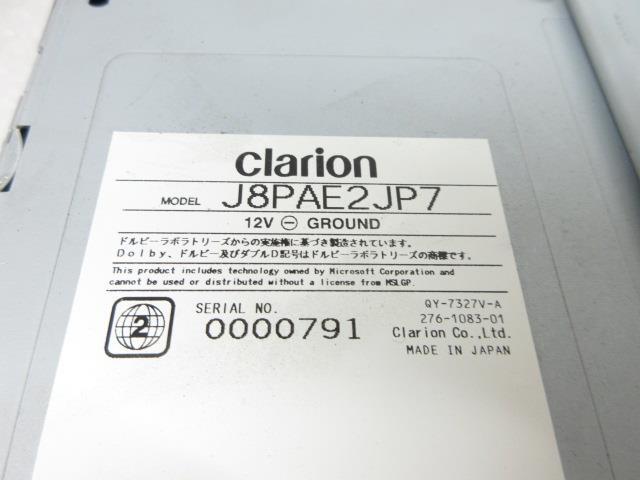 clarion
MODEL J8PAE2JP7
12V ⊖ GROUND
ドルビーラボラトリーズからの実施権に基づき製造されています。
Dolby、ドルビー及びダブルD記号はドルビーラボラトリーズの商標です。
This product includes technology owned by Microsoft Corporation and
cannot be used or distributed without a license from MSLGP.
2
SERIAL NO.
0000791
QY-7327V-A
276-1083-01
Clarion Co.,Ltd.
MADE IN JAPAN